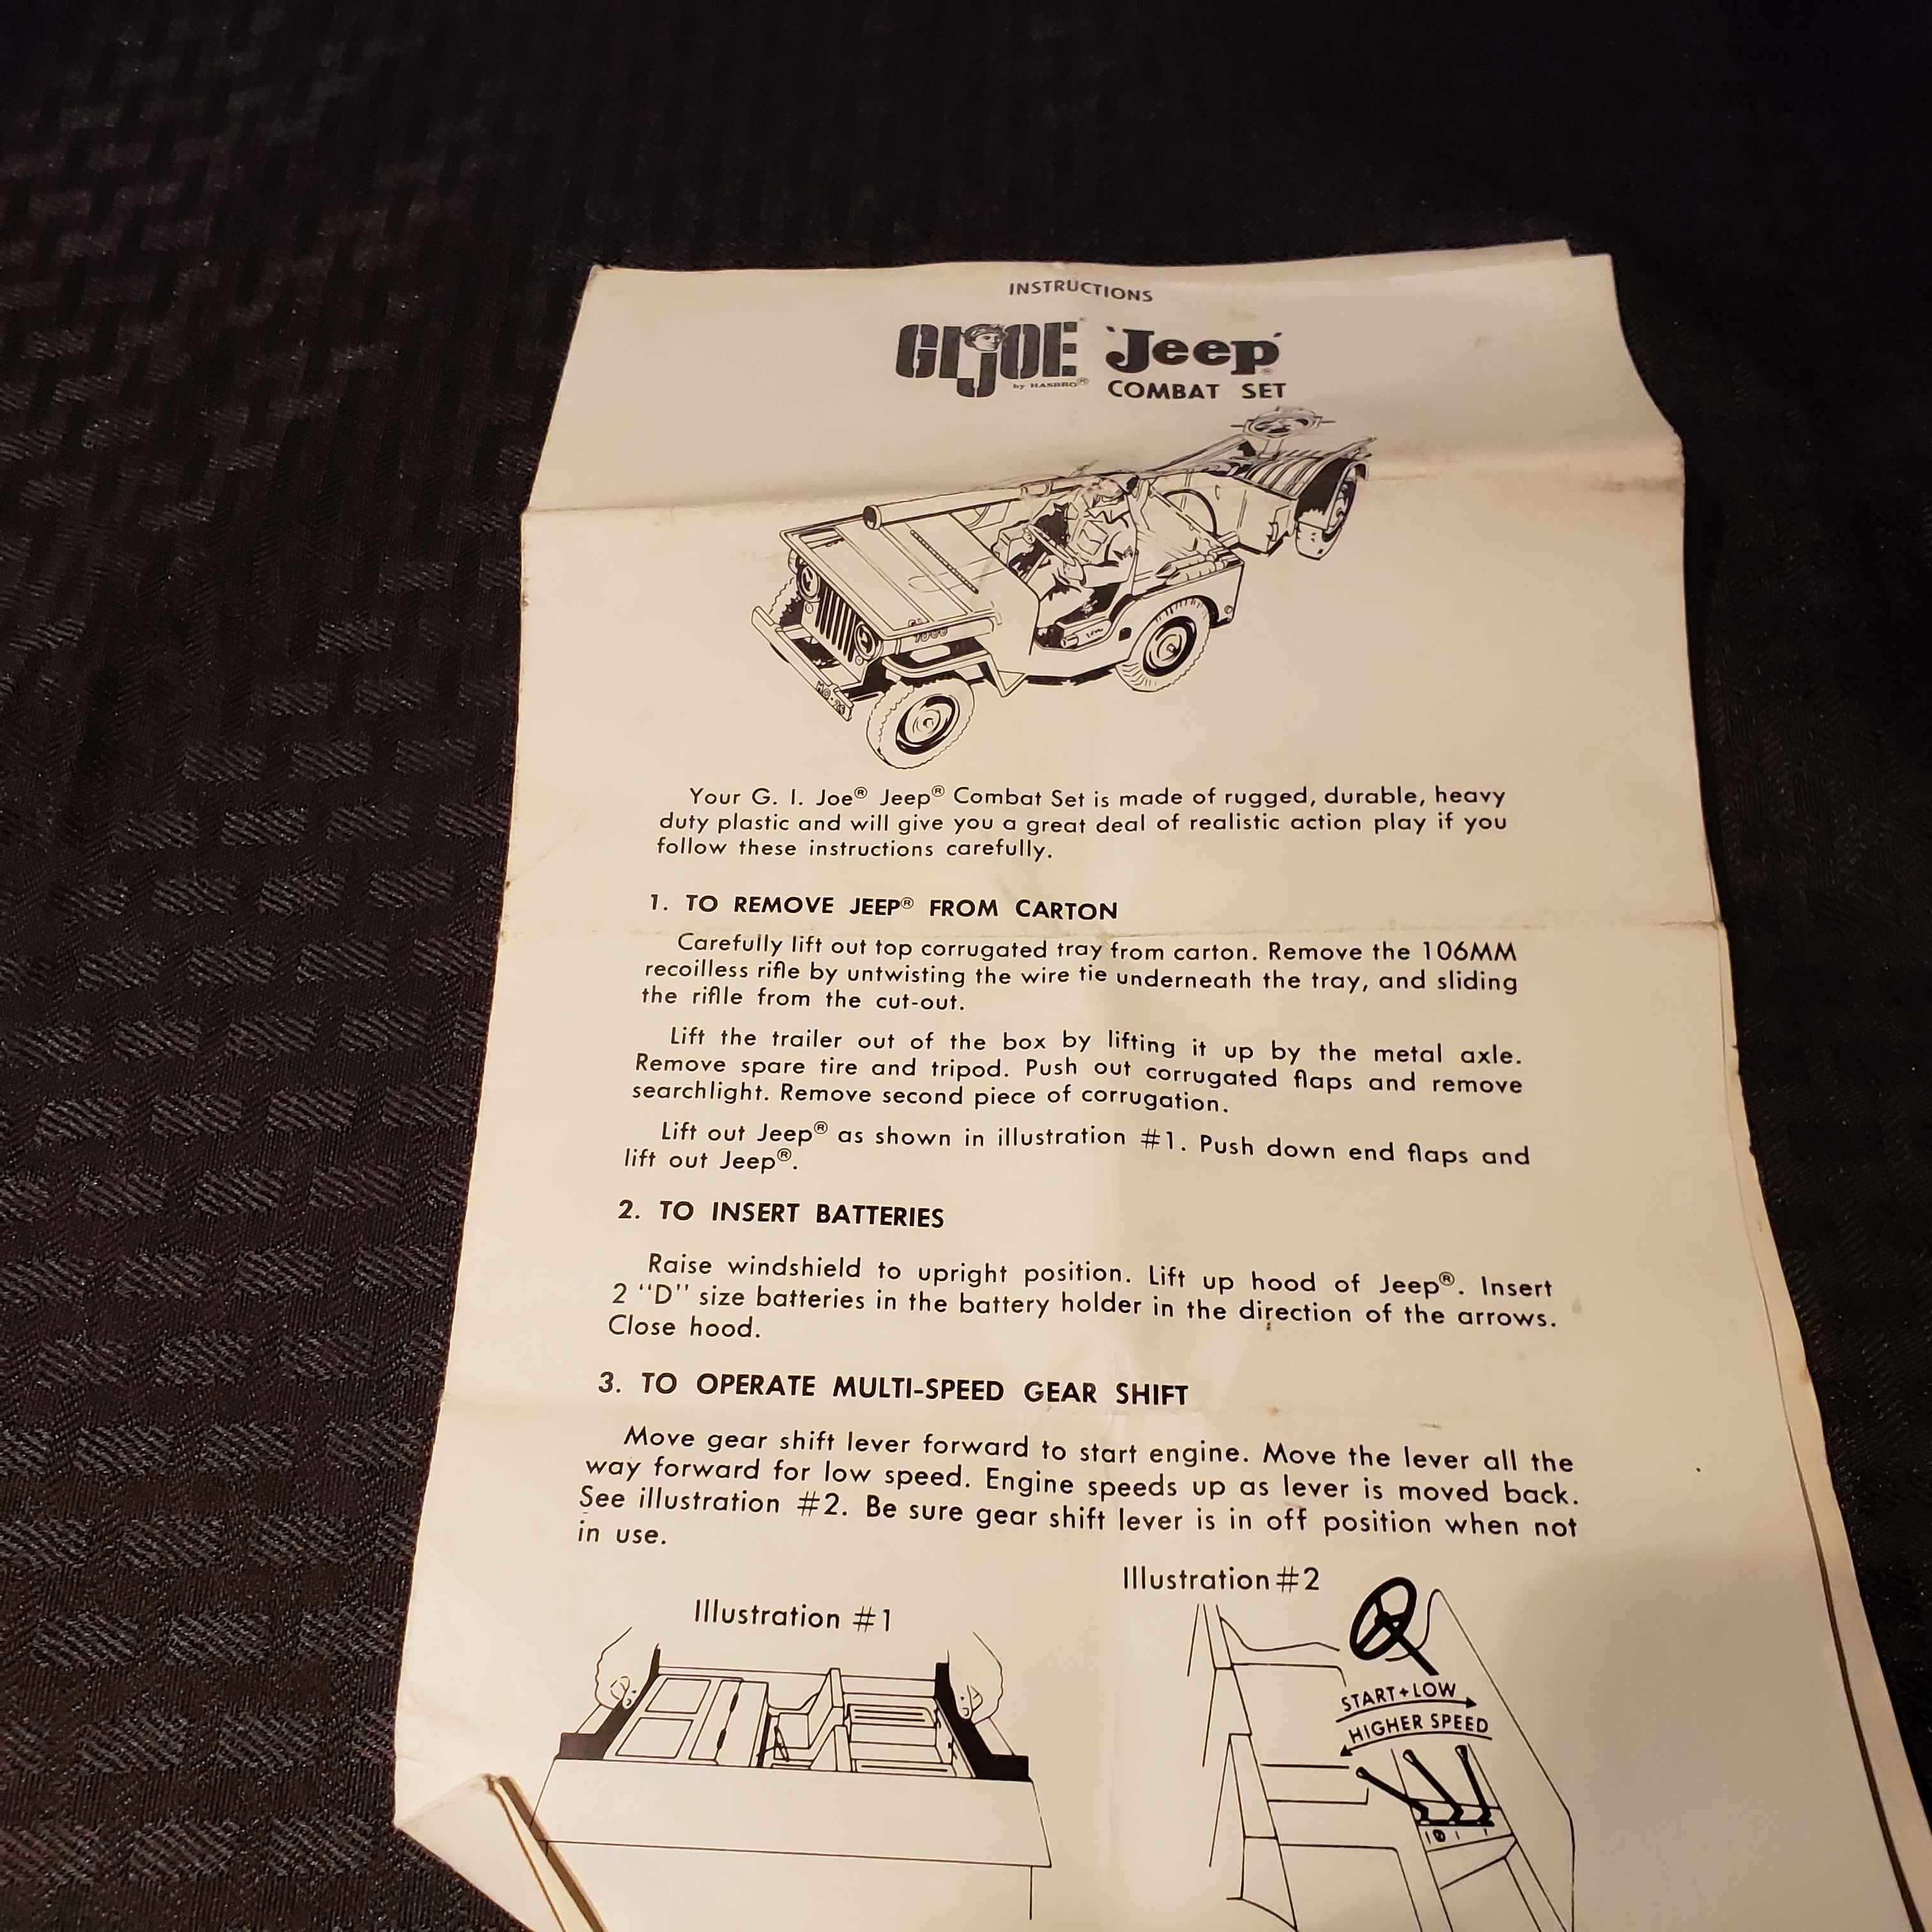 INSTRUCTIONS
GI JOE 'Jeep'®
by HASBRO® COMBAT SET
Your G. I. Joe® Jeep® Combat Set is made of rugged, durable, heavy
duty plastic and will give you a great deal of realistic action play if you
follow these instructions carefully.
1. TO REMOVE JEEP® FROM CARTON
Carefully lift out top corrugated tray from carton. Remove the 106MM
recoilless rifle by untwisting the wire tie underneath the tray, and sliding
the riflle from the cut-out.
Lift the trailer out of the box by lifting it up by the metal axle.
Remove spare tire and tripod. Push out corrugated flaps and remove
searchlight. Remove second piece of corrugation.
Lift out Jeep® as shown in illustration #1. Push down end flaps and
lift out Jeep®.
2. TO INSERT BATTERIES
Raise windshield to upright position. Lift up hood of Jeep®. Insert
2 "D" size batteries in the battery holder in the direction of the arrows.
Close hood.
3. TO OPERATE MULTI-SPEED GEAR SHIFT
Move gear shift lever forward to start engine. Move the lever all the
way forward for low speed. Engine speeds up as lever is moved back.
See illustration #2. Be sure gear shift lever is in off position when not
in use.
Illustration #1
Illustration #2
START+LOW
HIGHER SPEED